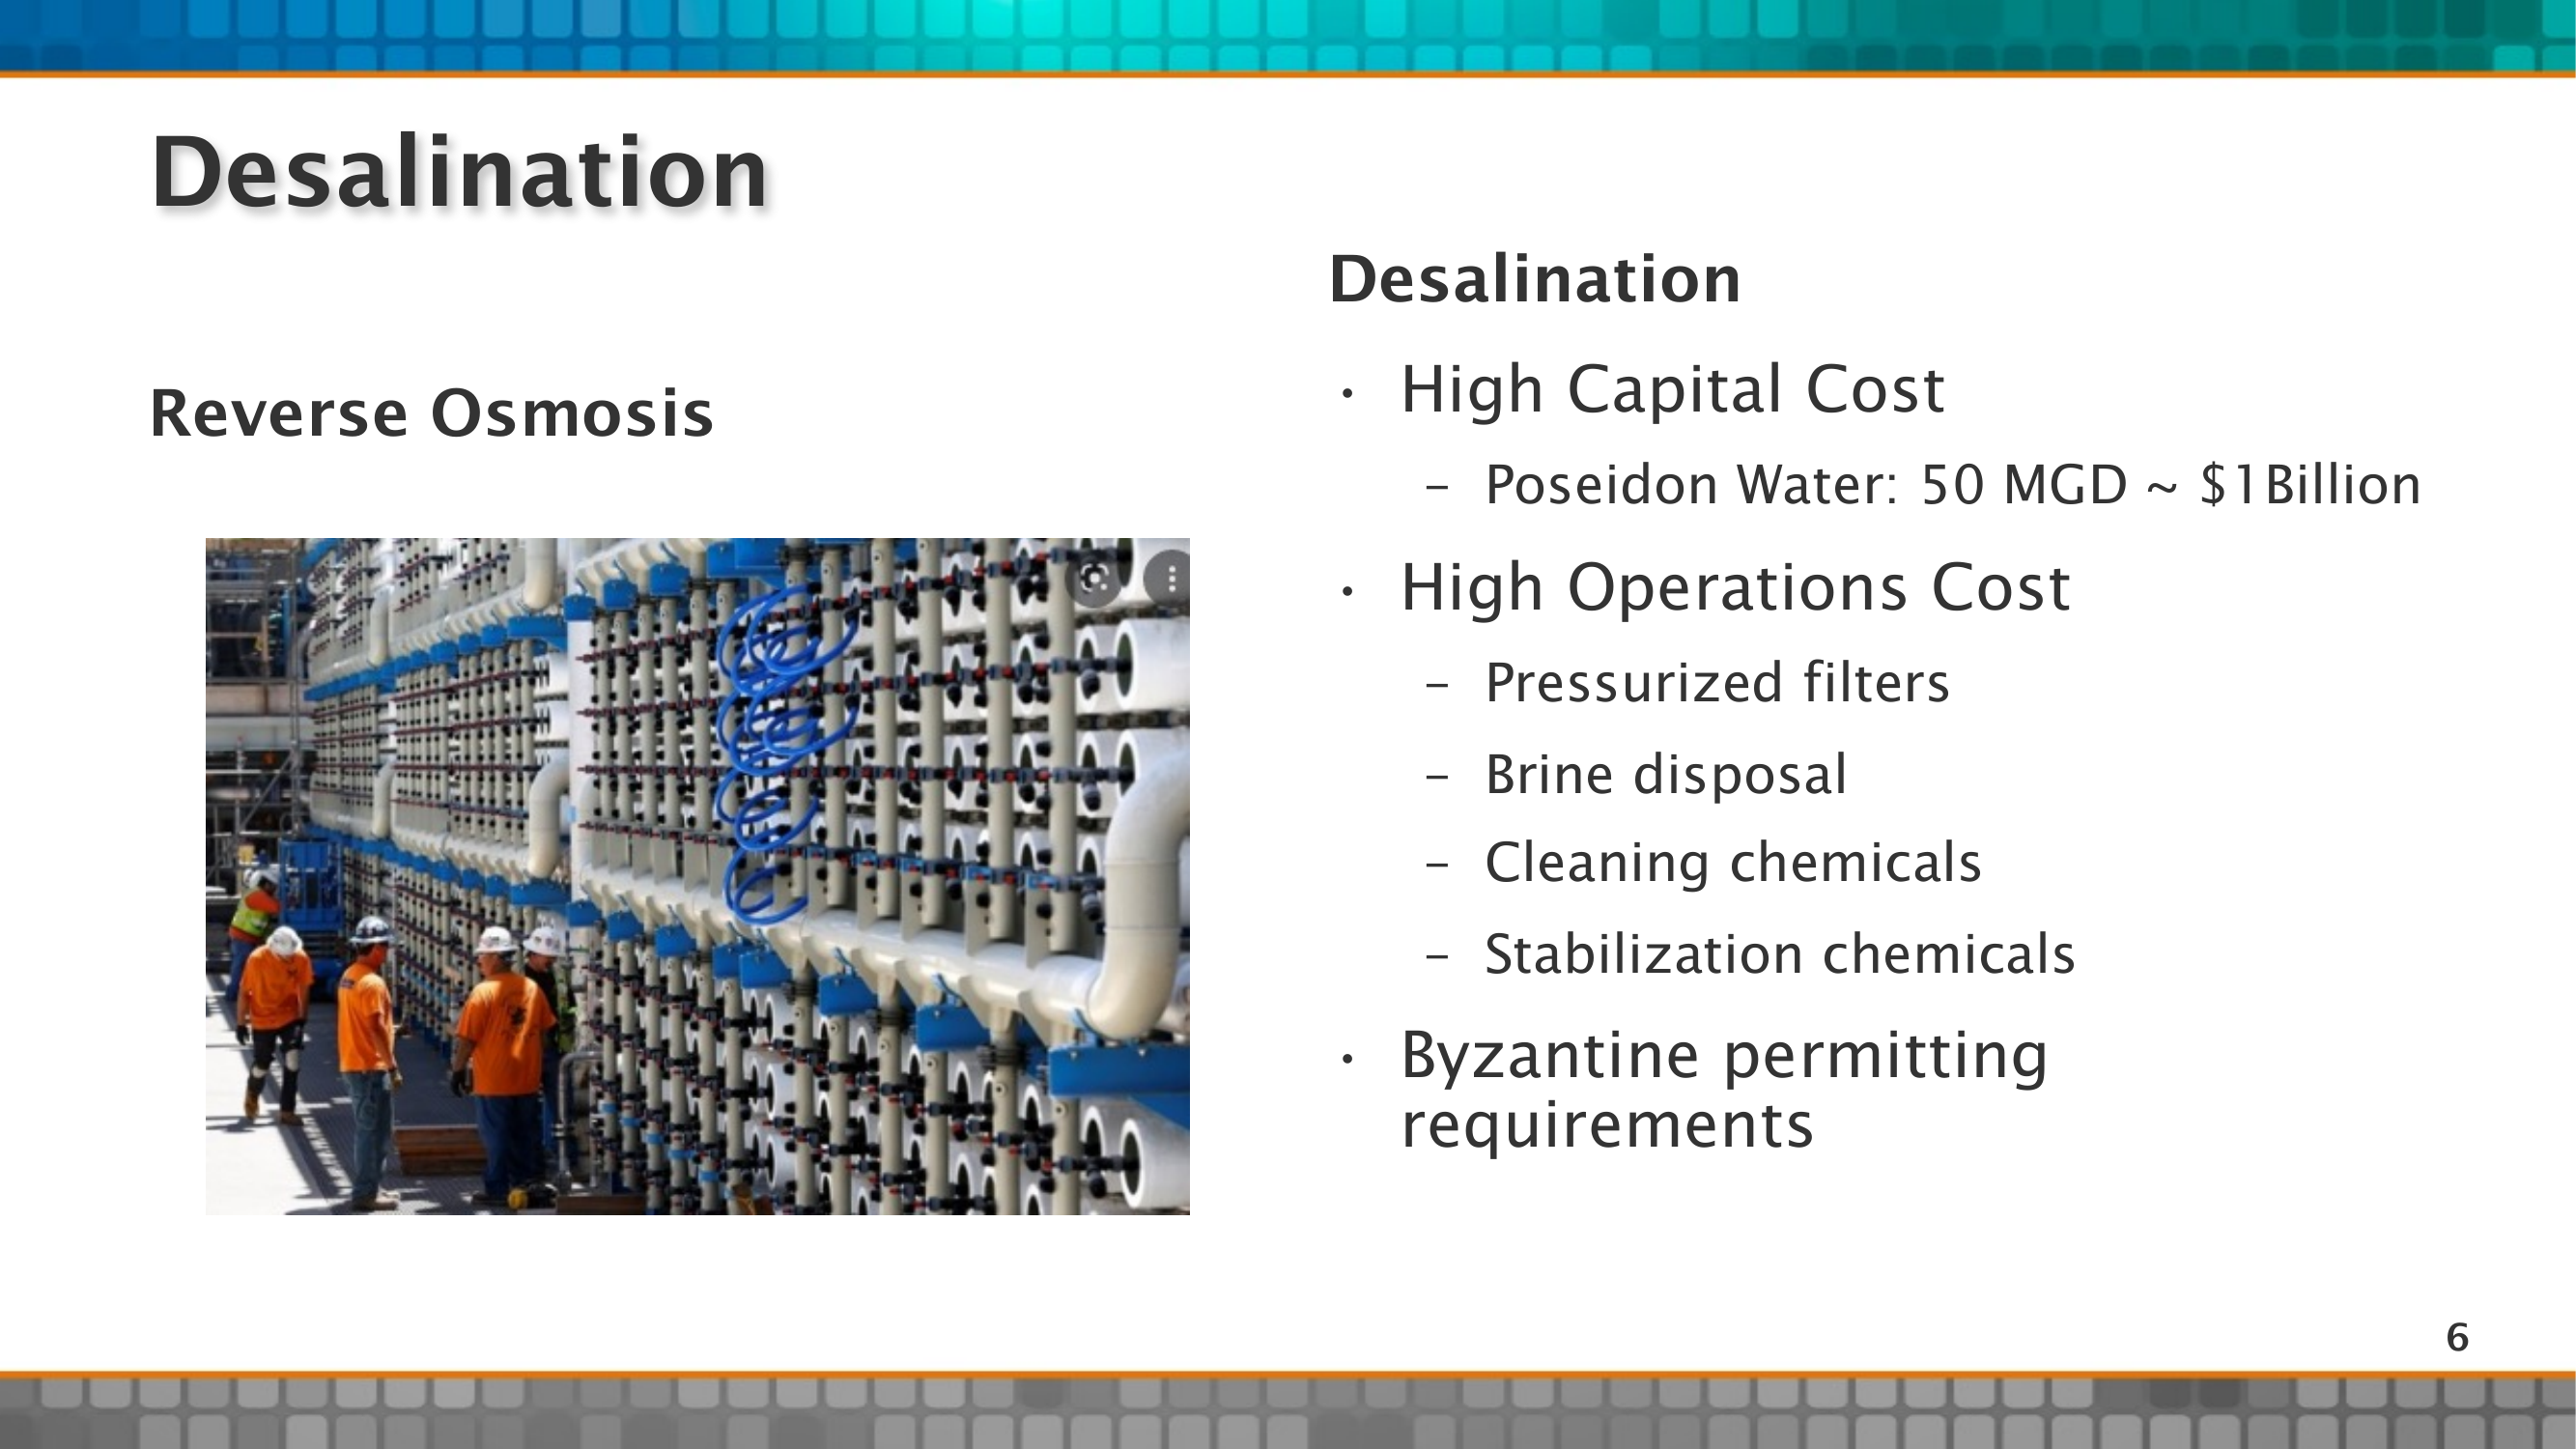 Desalination
Reverse Osmosis
Desalination
• High Capital Cost
– Poseidon Water: 50 MGD ~ $1Billion
• High Operations Cost
– Pressurized filters
– Brine disposal
– Cleaning chemicals
– Stabilization chemicals
• Byzantine permitting
requirements
6